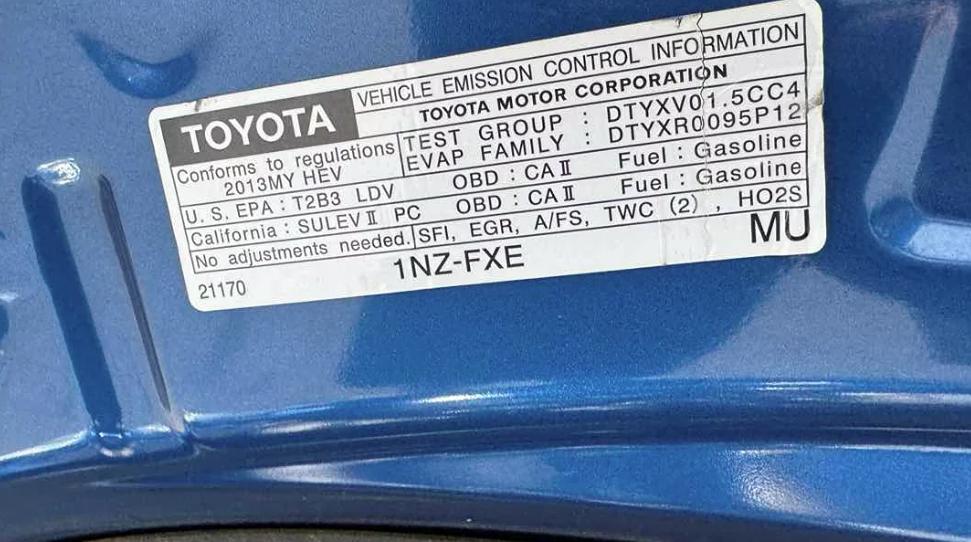 TOYOTA VEHICLE EMISSION CONTROL INFORMATION
TOYOTA MOTOR CORPORATION
Conforms to regulations
2013MY HEV
TEST GROUP : DTYXV01.5CC4
EVAP FAMILY : DTYXR0095P12
U. S. EPA : T2B3 LDV OBD : CA II Fuel : Gasoline
California : SULEV II PC OBD : CA II Fuel : Gasoline
No adjustments needed. SFI, EGR, A/FS, TWC (2) , HO2S
21170 1NZ-FXE MU